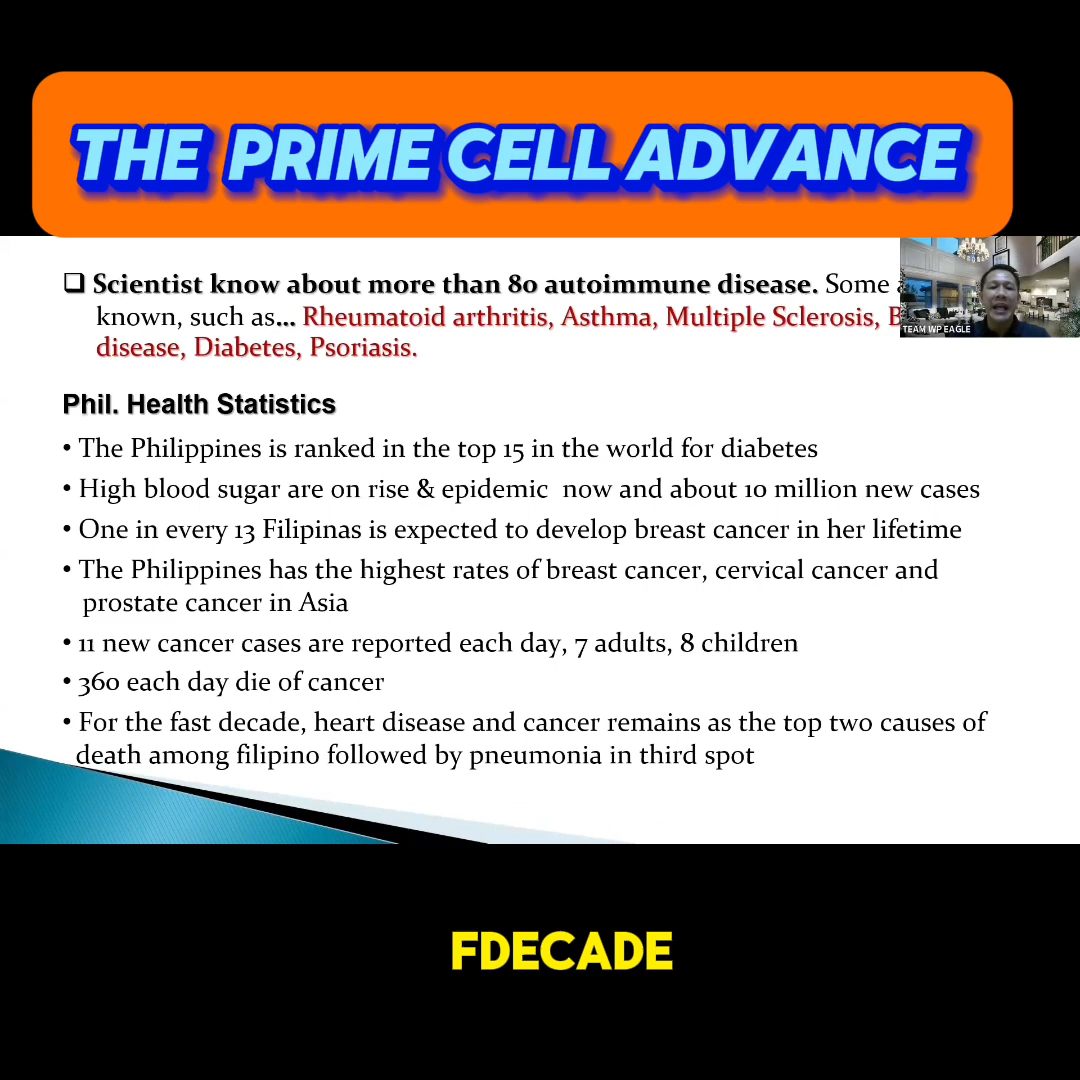 THE PRIME CELL ADVANCE
Scientist know about more than 80 autoimmune disease. Some
known, such as... Rheumatoid arthritis, Asthma, Multiple Sclerosis,
disease, Diabetes, Psoriasis.
TEAM WP EAGLE
Phil. Health Statistics
• The Philippines is ranked in the top 15 in the world for diabetes
• High blood sugar are on rise & epidemic now and about 10 million new cases
• One in every 13 Filipinas is expected to develop breast cancer in her lifetime
• The Philippines has the highest rates of breast cancer, cervical cancer and
prostate cancer in Asia
• 11 new cancer cases are reported each day, 7 adults, 8 children
• 360 each day die of cancer
• For the fast decade, heart disease and cancer remains as the top two causes of
death among filipino followed by pneumonia in third spot
FDECADE